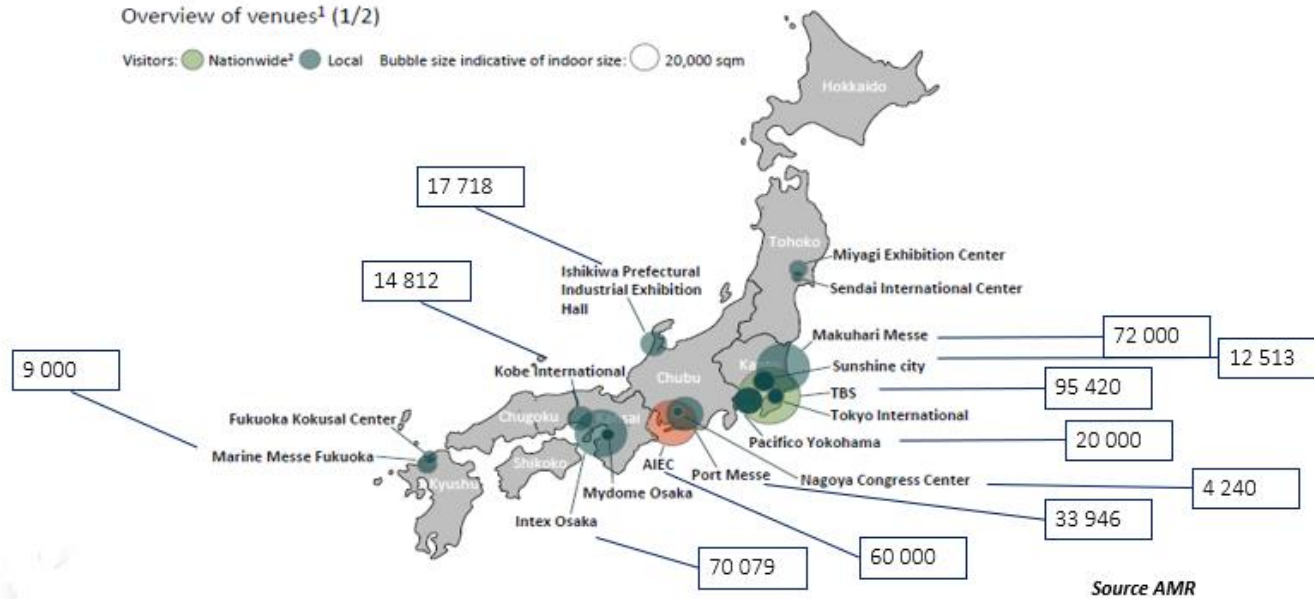 Overview of venues¹ (1/2)
Visitors: Nationwide² Local Bubble size indicative of indoor size: 20,000 sqm
Hokkaido
17 718
Tohoko
Miyagi Exhibition Center
Ishikiwa Prefectural
Industrial Exhibition
Hall
14 812
Sendai International Center
Makuhari Messe
72 000
12 513
9 000
Kobe International
Chubu
Sunshine city
TBS
95 420
Tokyo International
Fukuoka Kokusal Center
Chugoku
Pacifico Yokohama
20 000
Marine Messe Fukuoka
Shikoko
AIEC
Port Messe
Nagoya Congress Center
4 240
Kyushu
Mydome Osaka
Intex Osaka
33 946
60 000
70 079
Source AMR